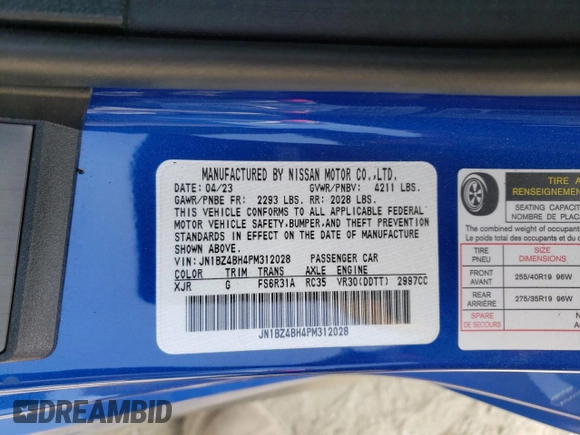 MANUFACTURED BY NISSAN MOTOR CO.,LTD.
DATE: 04/23 GVWR/PNBV: 4211 LBS.
GAWR/PNBE FR: 2293 LBS. RR: 2028 LBS.
THIS VEHICLE CONFORMS TO ALL APPLICABLE FEDERAL
MOTOR VEHICLE SAFETY,BUMPER,AND THEFT PREVENTION
STANDARDS IN EFFECT ON THE DATE OF MANUFACTURE
SHOWN ABOVE.
VIN: JN1BZ4BH4PM312028 PASSENGER CAR
COLOR TRIM TRANS AXLE ENGINE
XJR G FS6R31A RC35 VR30(DDTT) 2997CC
JN1BZ4BH4PM312028
TIRE A
RENSEIGNEMEN
SEATING CAPACIT
NOMBRE DE PLAC
The combined weight of occupant
Le poids total des occupants et d
TIRE PNEU SIZE DIMENSIONS
FRONT AVANT 255/40R19 96W
REAR ARRIÈRE 275/35R19 96W
SPARE DE SECOURS N
DREAMBID